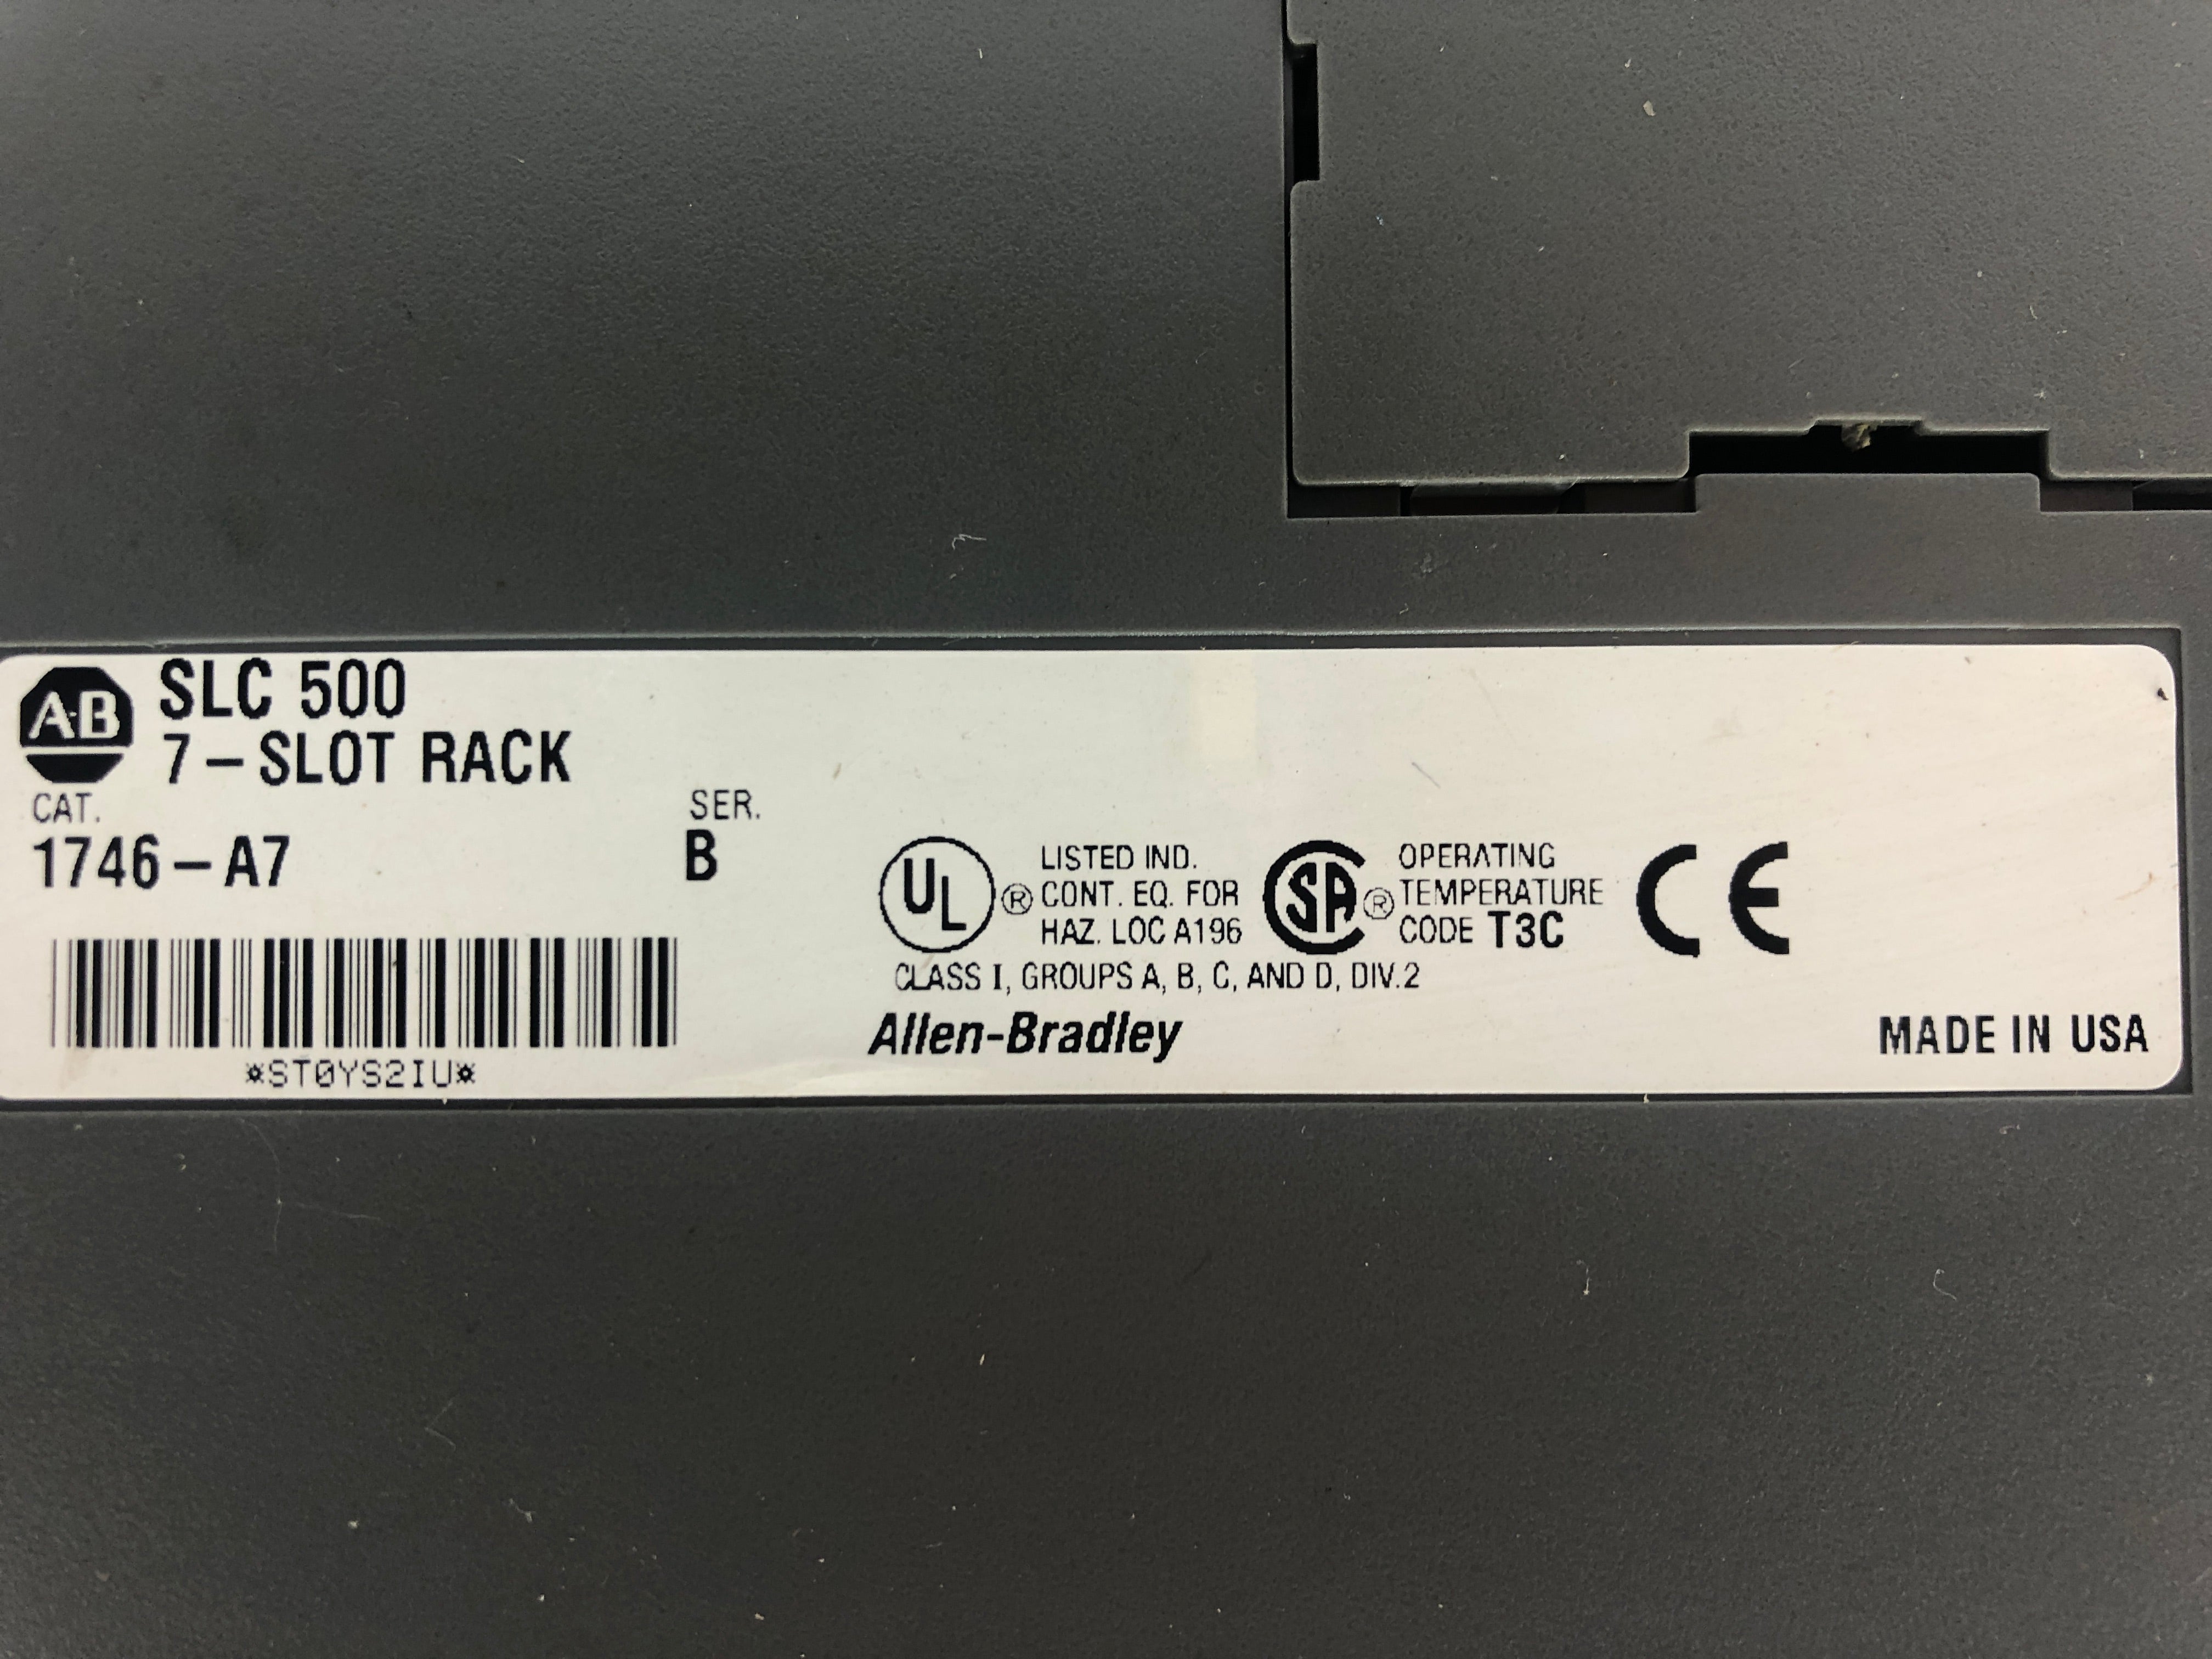 A-B
SLC 500
7-SLOT RACK
CAT.
SER.
1746-A7
B
UL ® LISTED IND.
CONT. EQ. FOR
HAZ. LOC A196
SA ® OPERATING
TEMPERATURE
CODE T3C
CE
CLASS I, GROUPS A, B, C, AND D, DIV.2
Allen-Bradley
MADE IN USA
*ST0YS2IU*